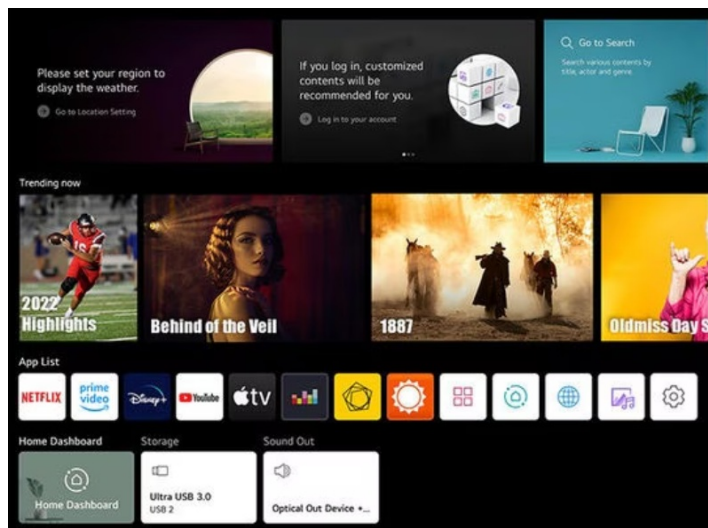 Please set your region to
display the weather.
Go to Location Setting
If you log in, customized
contents will be
recommended for you.
Log in to your account
Go to Search
Search various contents by
title, actor and genre
Trending now
16
2022
Highlights
Behind of the Veil
1887
Oldmiss Day S
App List
NETFLIX
prime
video
Disney+
YouTube
tv
Home Dashboard
Storage
Sound Out
Home Dashboard
Ultra USB 3.0
USB 2
Optical Out Device +...